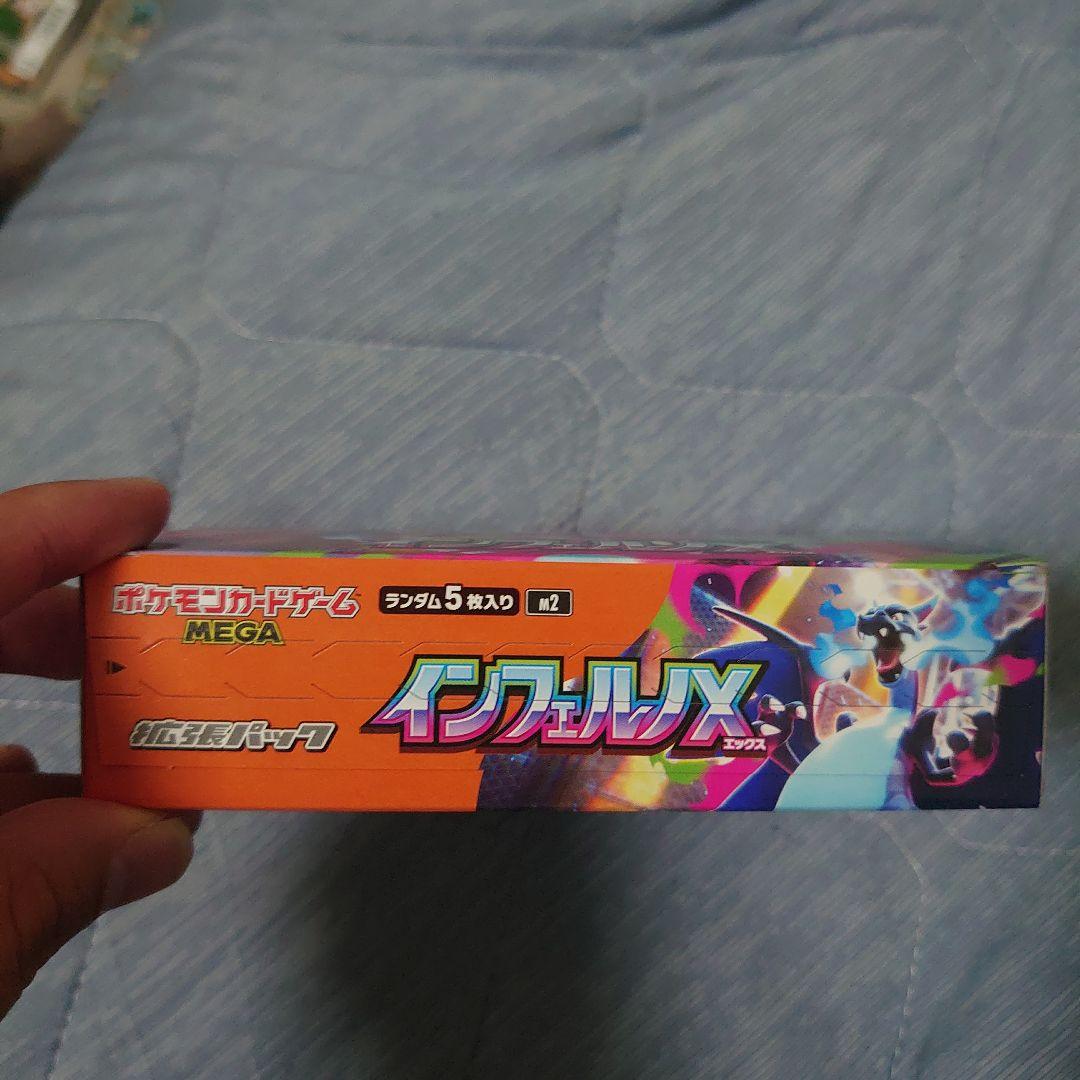 ポケモンカードゲーム
MEGA
ランダム5枚入り
m2
拡張パック
インフェルノX
エックス